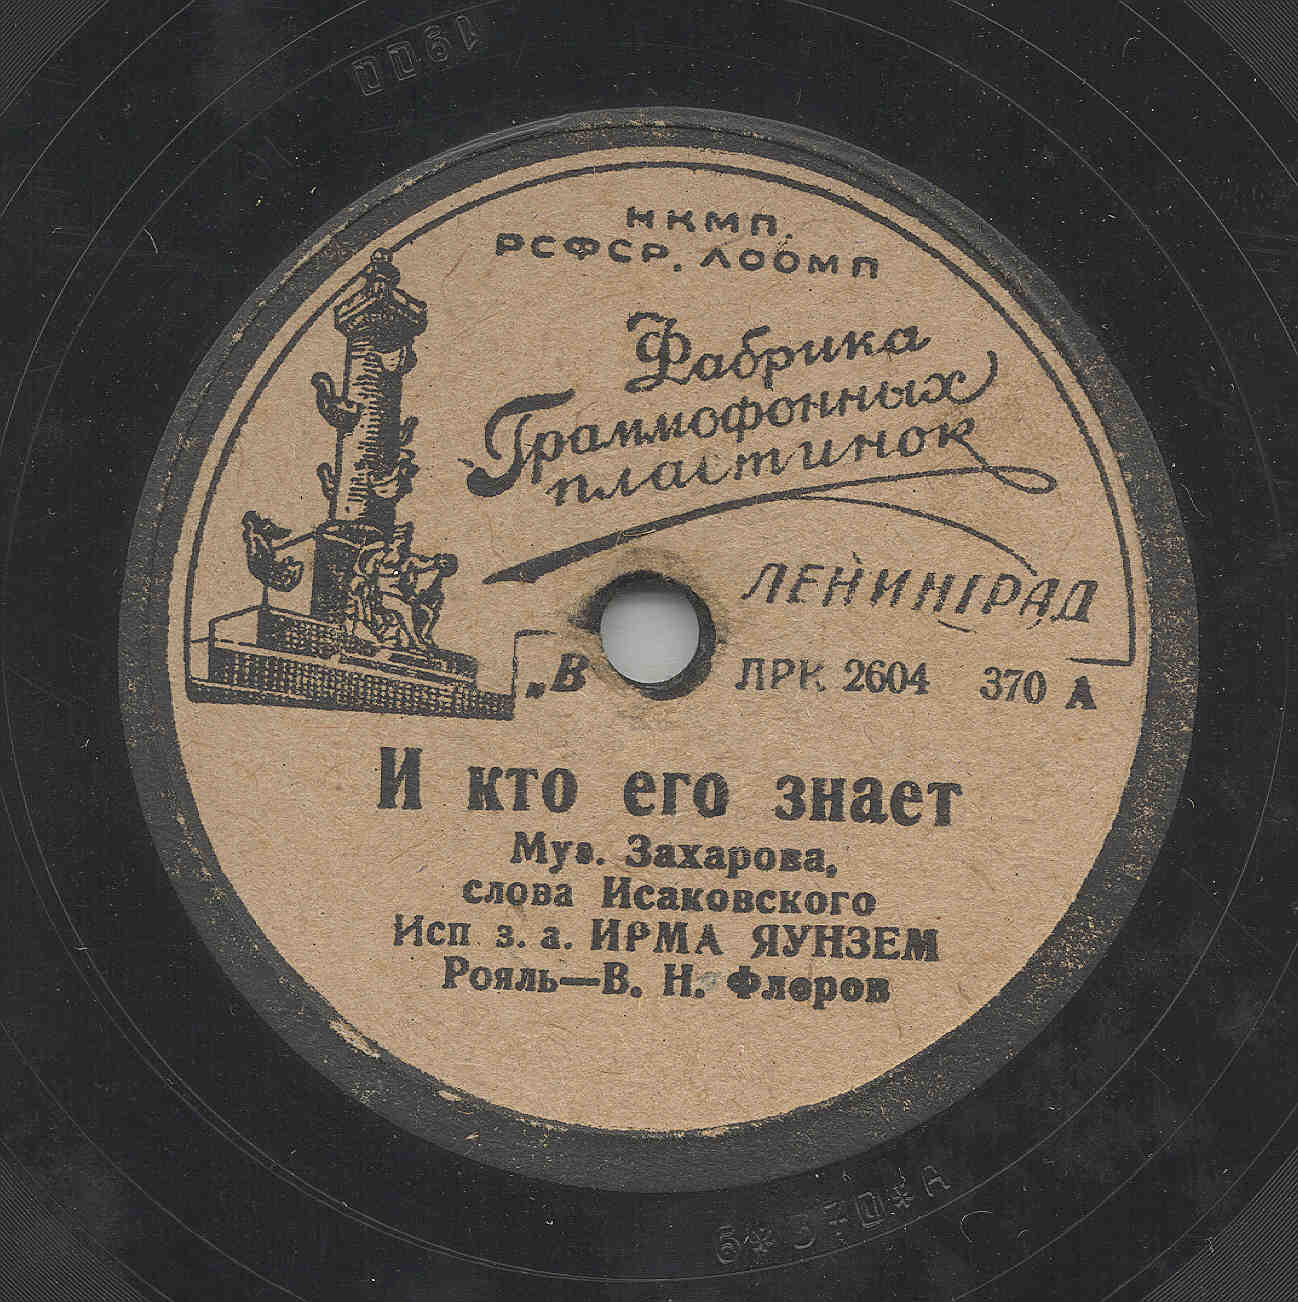 НКМП.
РСФСР. ЛООМП
Фабрика
Граммофонных
пластинок
ЛЕНИНГРАД
„В
ЛРК 2604 370 А
И кто его знает
Муз. Захарова,
слова Исаковского
Исп з. а. ИРМА ЯУНЗЕМ
Рояль—В. Н. Флеров